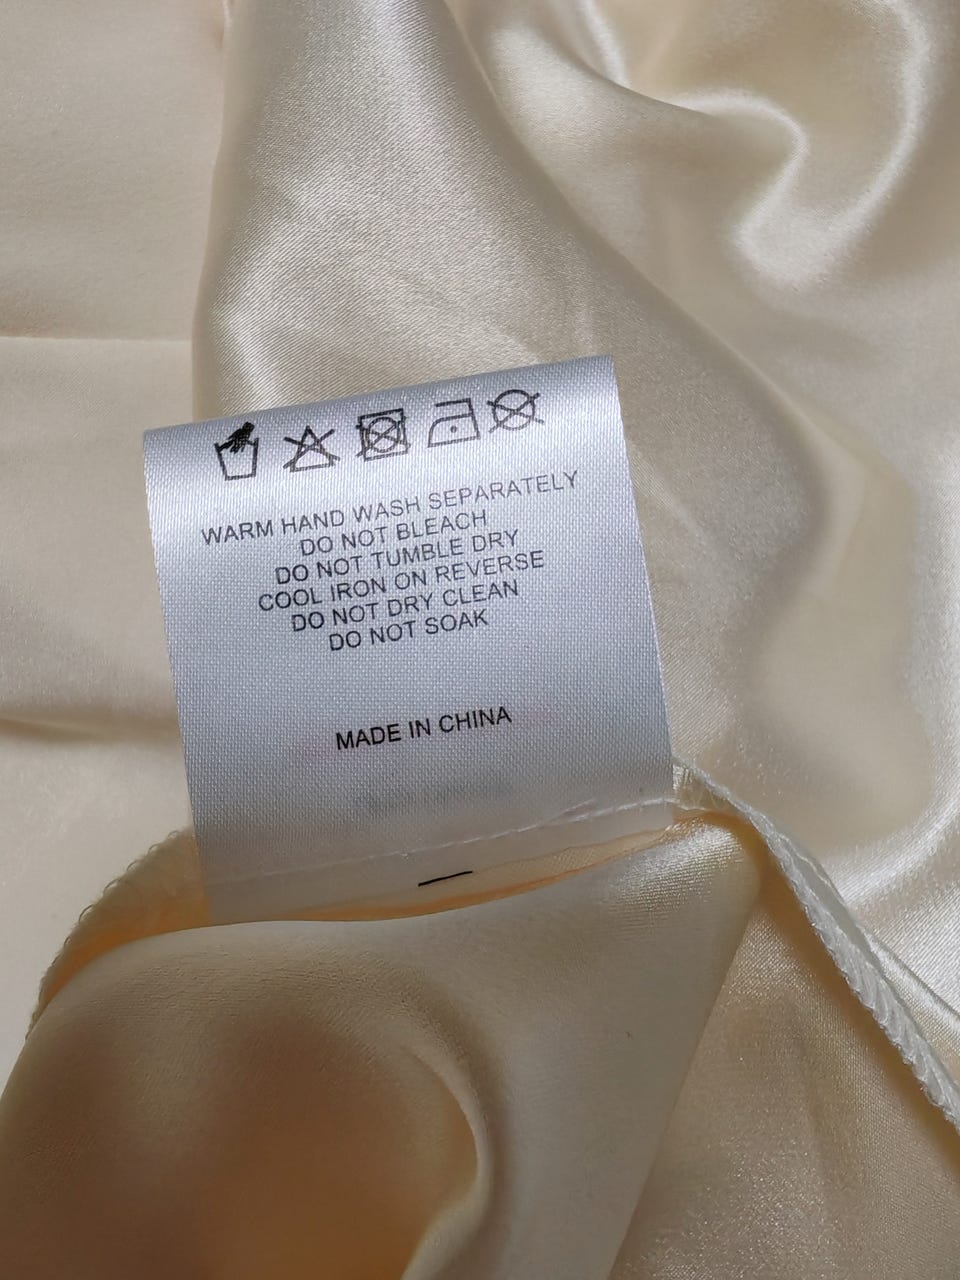 WARM HAND WASH SEPARATELY
DO NOT BLEACH
DO NOT TUMBLE DRY
COOL IRON ON REVERSE
DO NOT DRY CLEAN
DO NOT SOAK
MADE IN CHINA